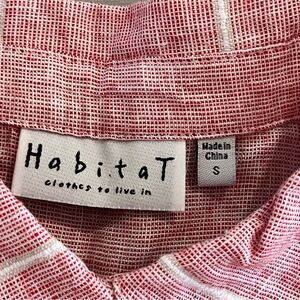 Habitat
clothes to live in
Made in
China
S